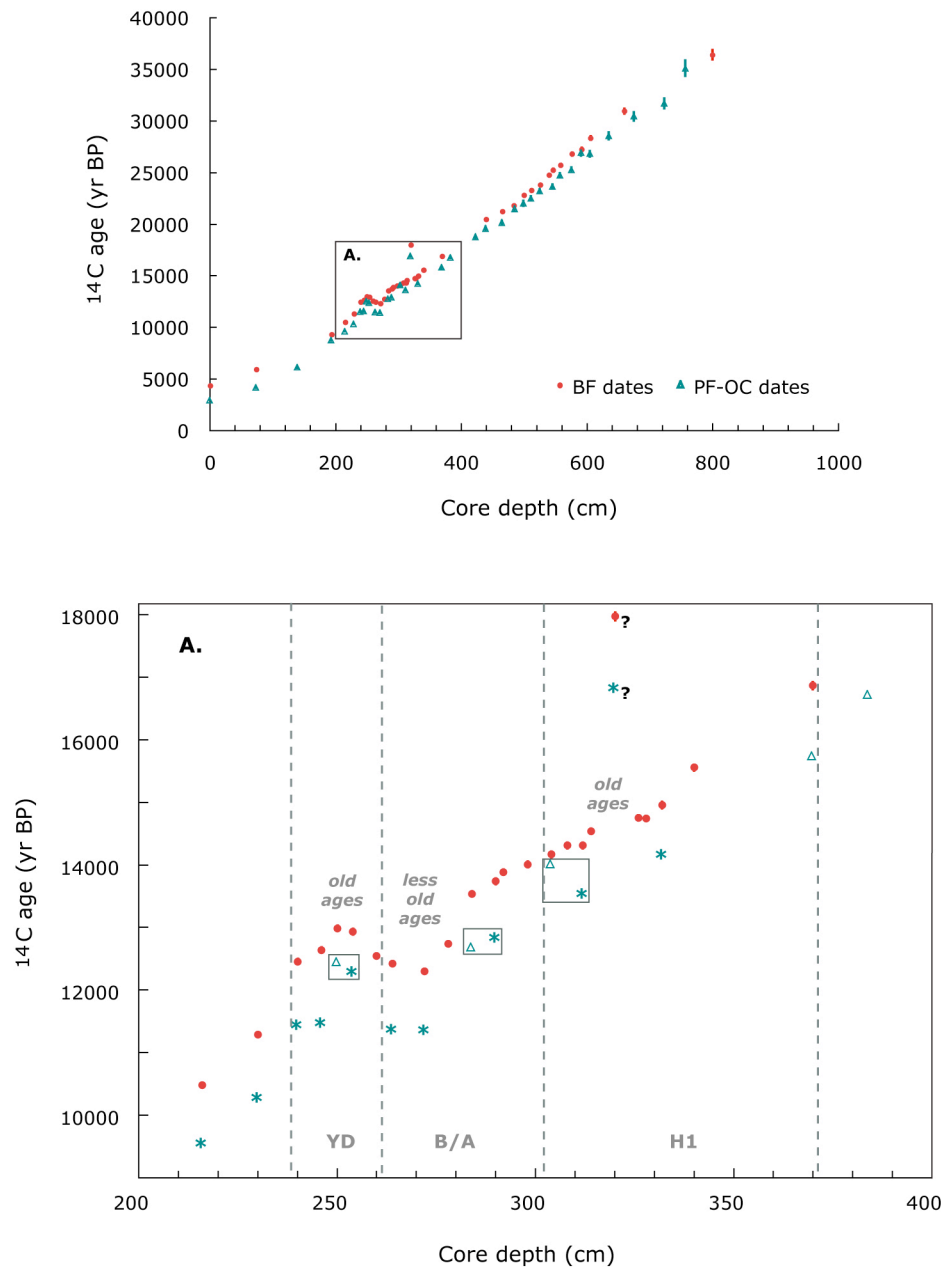 40000
35000
30000
25000
20000
15000
10000
5000
0
14C age (yr BP)
A.
BF dates
PF-OC dates
0 200 400 600 800 1000
Core depth (cm)
18000
16000
14000
12000
10000
14C age (yr BP)
A.
?
?
old
ages
old
ages
less
old
ages
YD
B/A
H1
200 250 300 350 400
Core depth (cm)